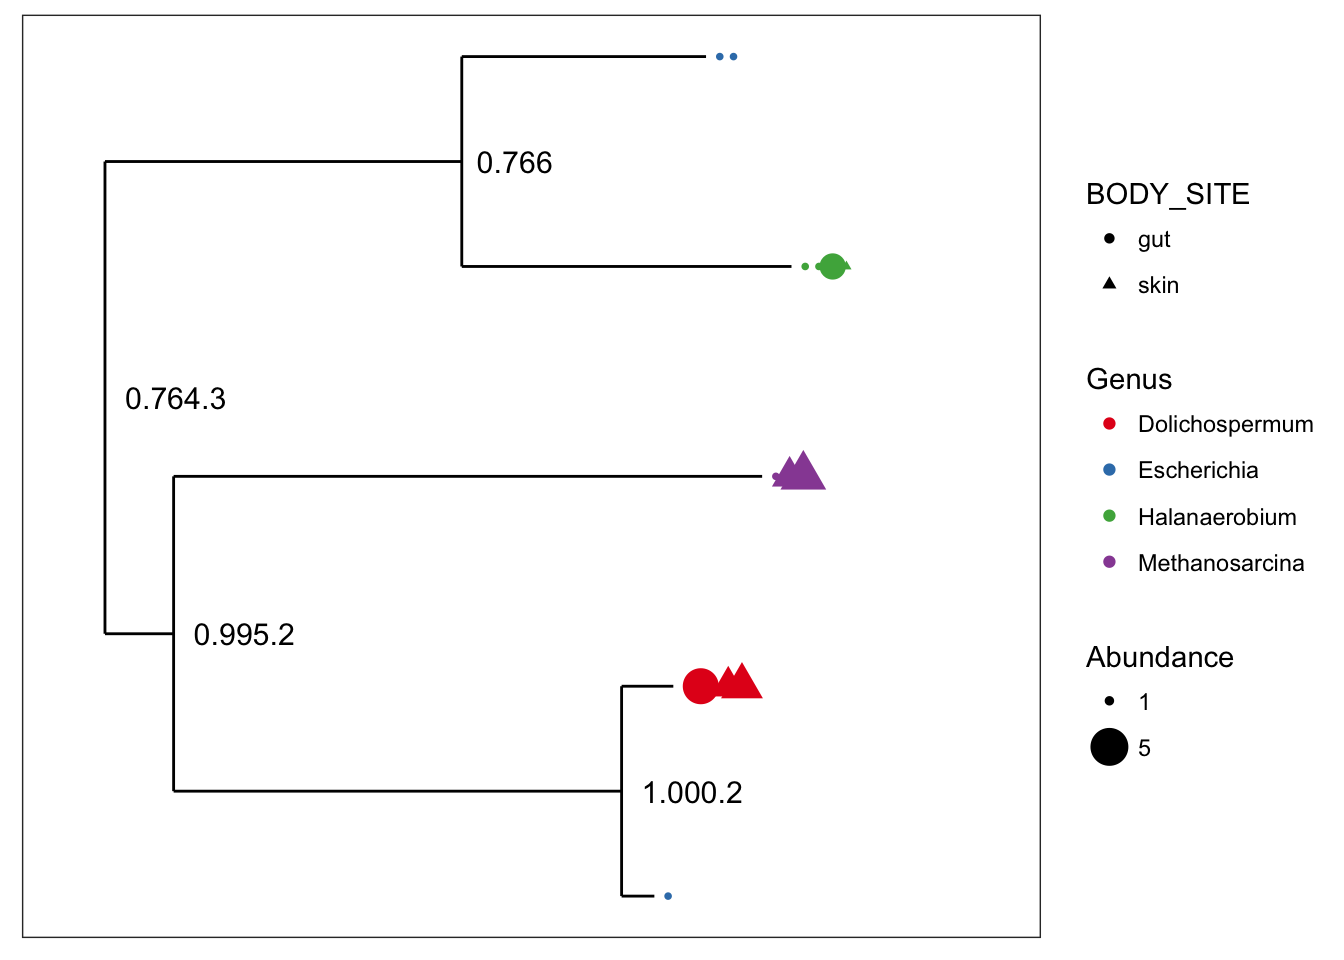 0.766
0.764.3
0.995.2
1.000.2
BODY_SITE
gut
skin
Genus
Dolichospermum
Escherichia
Halanaerobium
Methanosarcina
Abundance
1
5